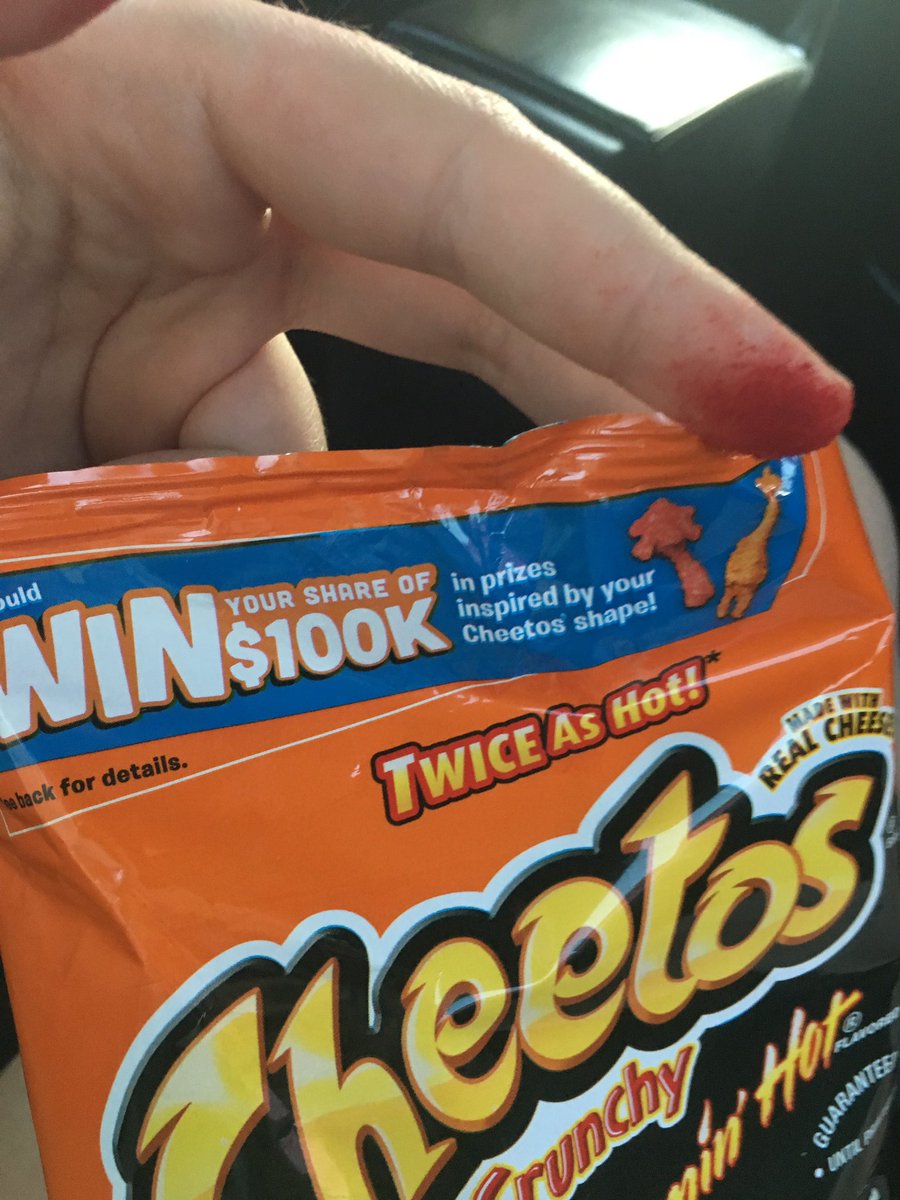 WIN YOUR SHARE OF
$100K
in prizes
inspired by your
Cheetos® shape!
back for details.
TWICE AS HOT!*
MADE WITH
REAL CHEESE
Cheetos
Crunchy
Hot®
GUARANTEED